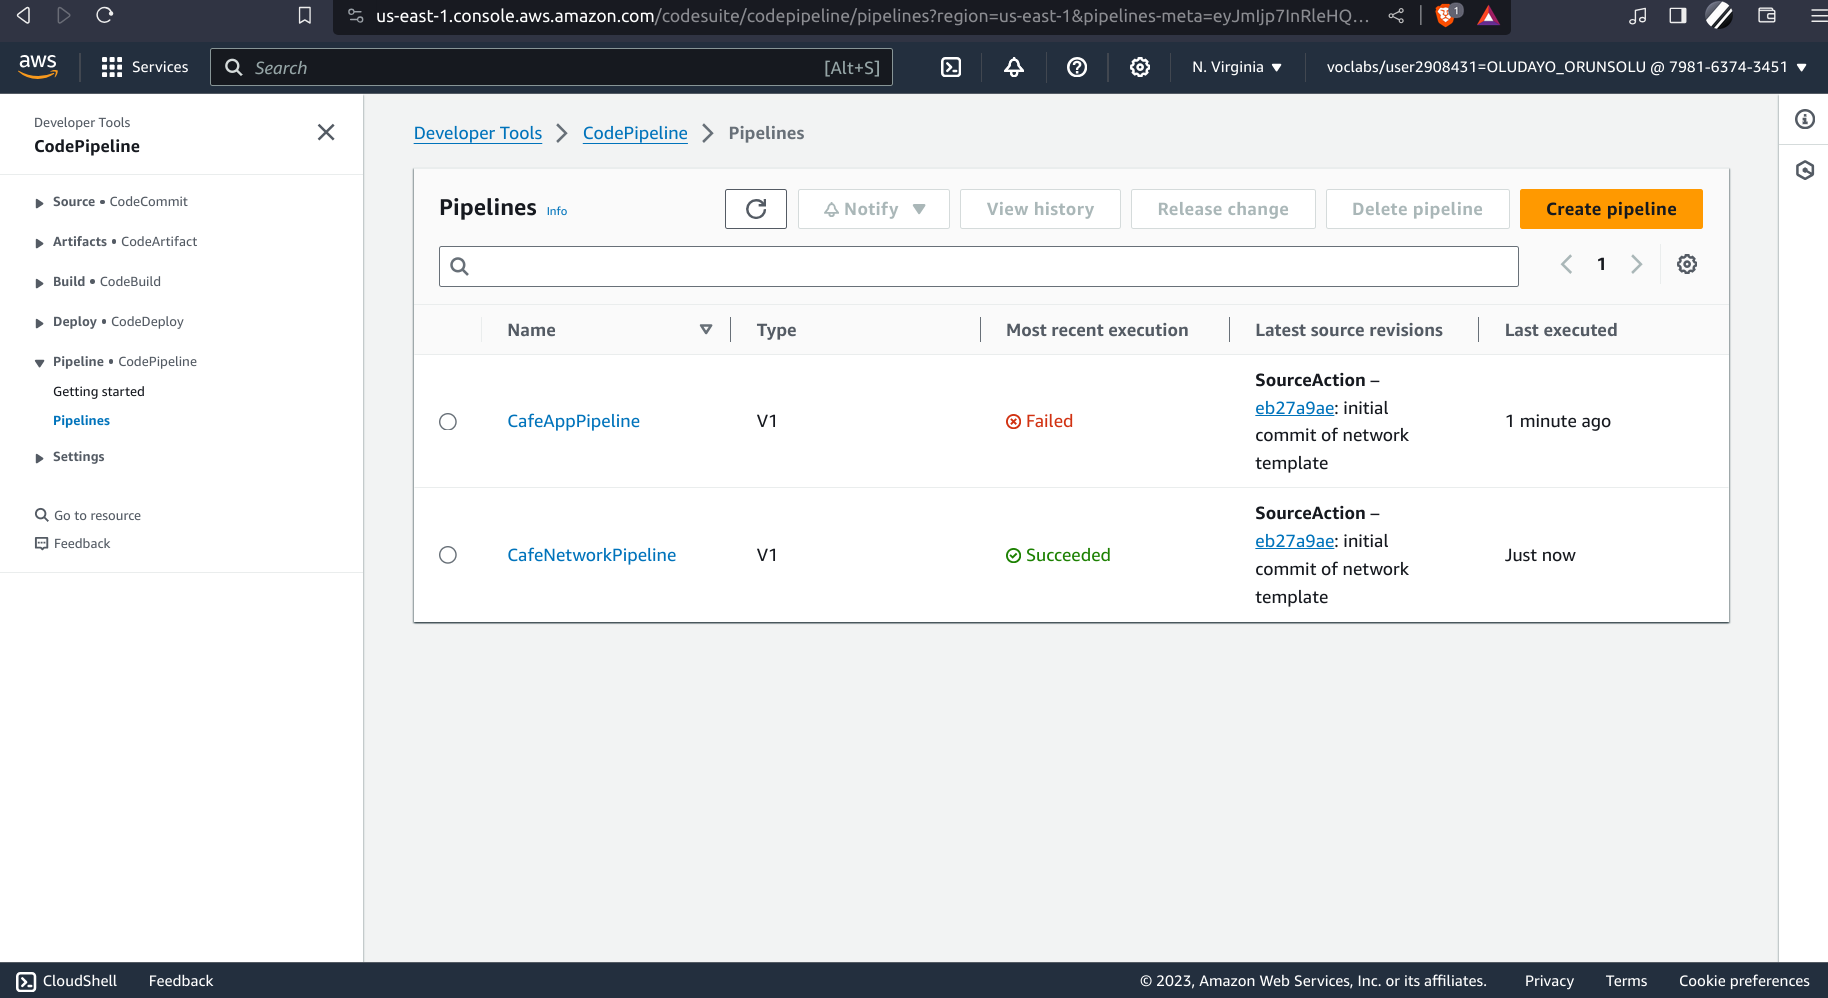 us-east-1.console.aws.amazon.com/codesuite/codepipeline/pipelines?region=us-east-1&pipelines-meta=eyJmIjp7InRleHQ...
1
aws
Services
Search
[Alt+S]
N. Virginia
voclabs/user2908431=OLUDAYO_ORUNSOLU @ 7981-6374-3451
Developer Tools
CodePipeline
Source • CodeCommit
Artifacts • CodeArtifact
Build • CodeBuild
Deploy • CodeDeploy
Pipeline • CodePipeline
Getting started
Pipelines
Settings
Go to resource
Feedback
Developer Tools
CodePipeline
Pipelines
Pipelines Info
Notify
View history
Release change
Delete pipeline
Create pipeline
1
Name
Type
Most recent execution
Latest source revisions
Last executed
CafeAppPipeline
V1
Failed
SourceAction –
eb27a9ae: initial
commit of network
template
1 minute ago
CafeNetworkPipeline
V1
Succeeded
SourceAction –
eb27a9ae: initial
commit of network
template
Just now
CloudShell
Feedback
© 2023, Amazon Web Services, Inc. or its affiliates.
Privacy
Terms
Cookie preferences